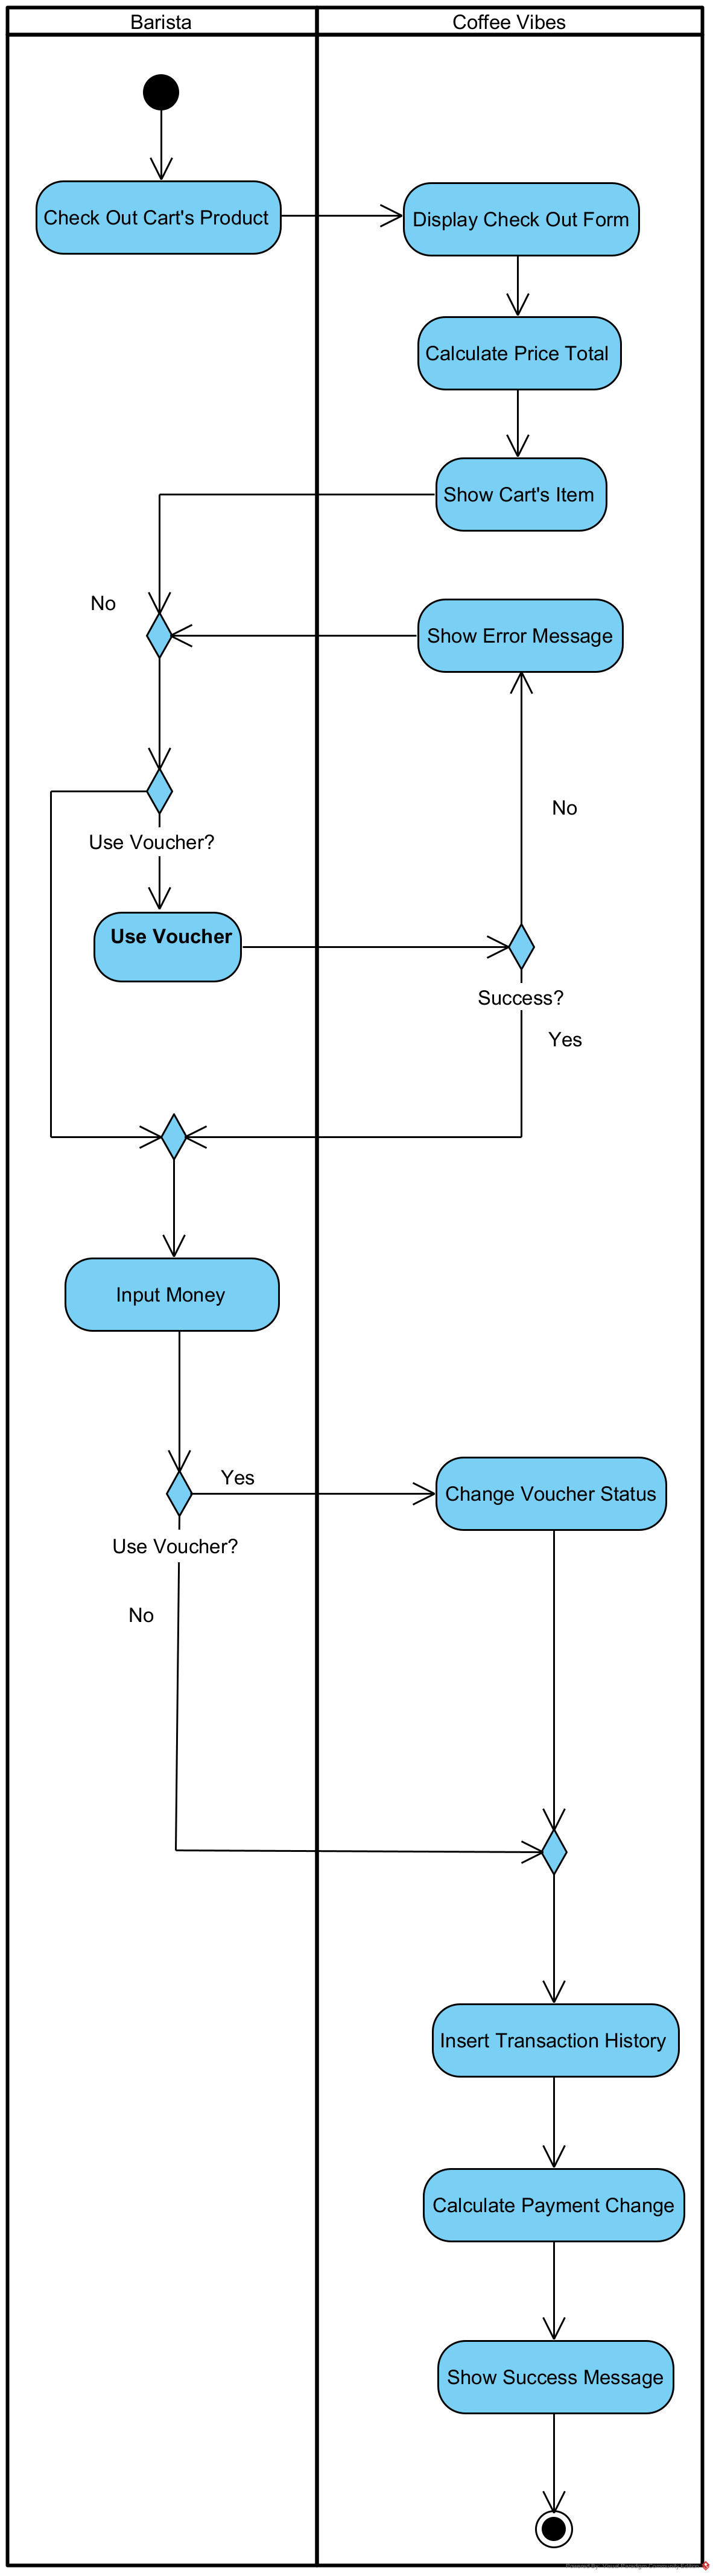 Barista
Coffee Vibes
Check Out Cart's Product
Display Check Out Form
Calculate Price Total
Show Cart's Item
No
Show Error Message
No
Use Voucher?
Use Voucher
Success?
Yes
Input Money
Yes
Change Voucher Status
Use Voucher?
No
Insert Transaction History
Calculate Payment Change
Show Success Message